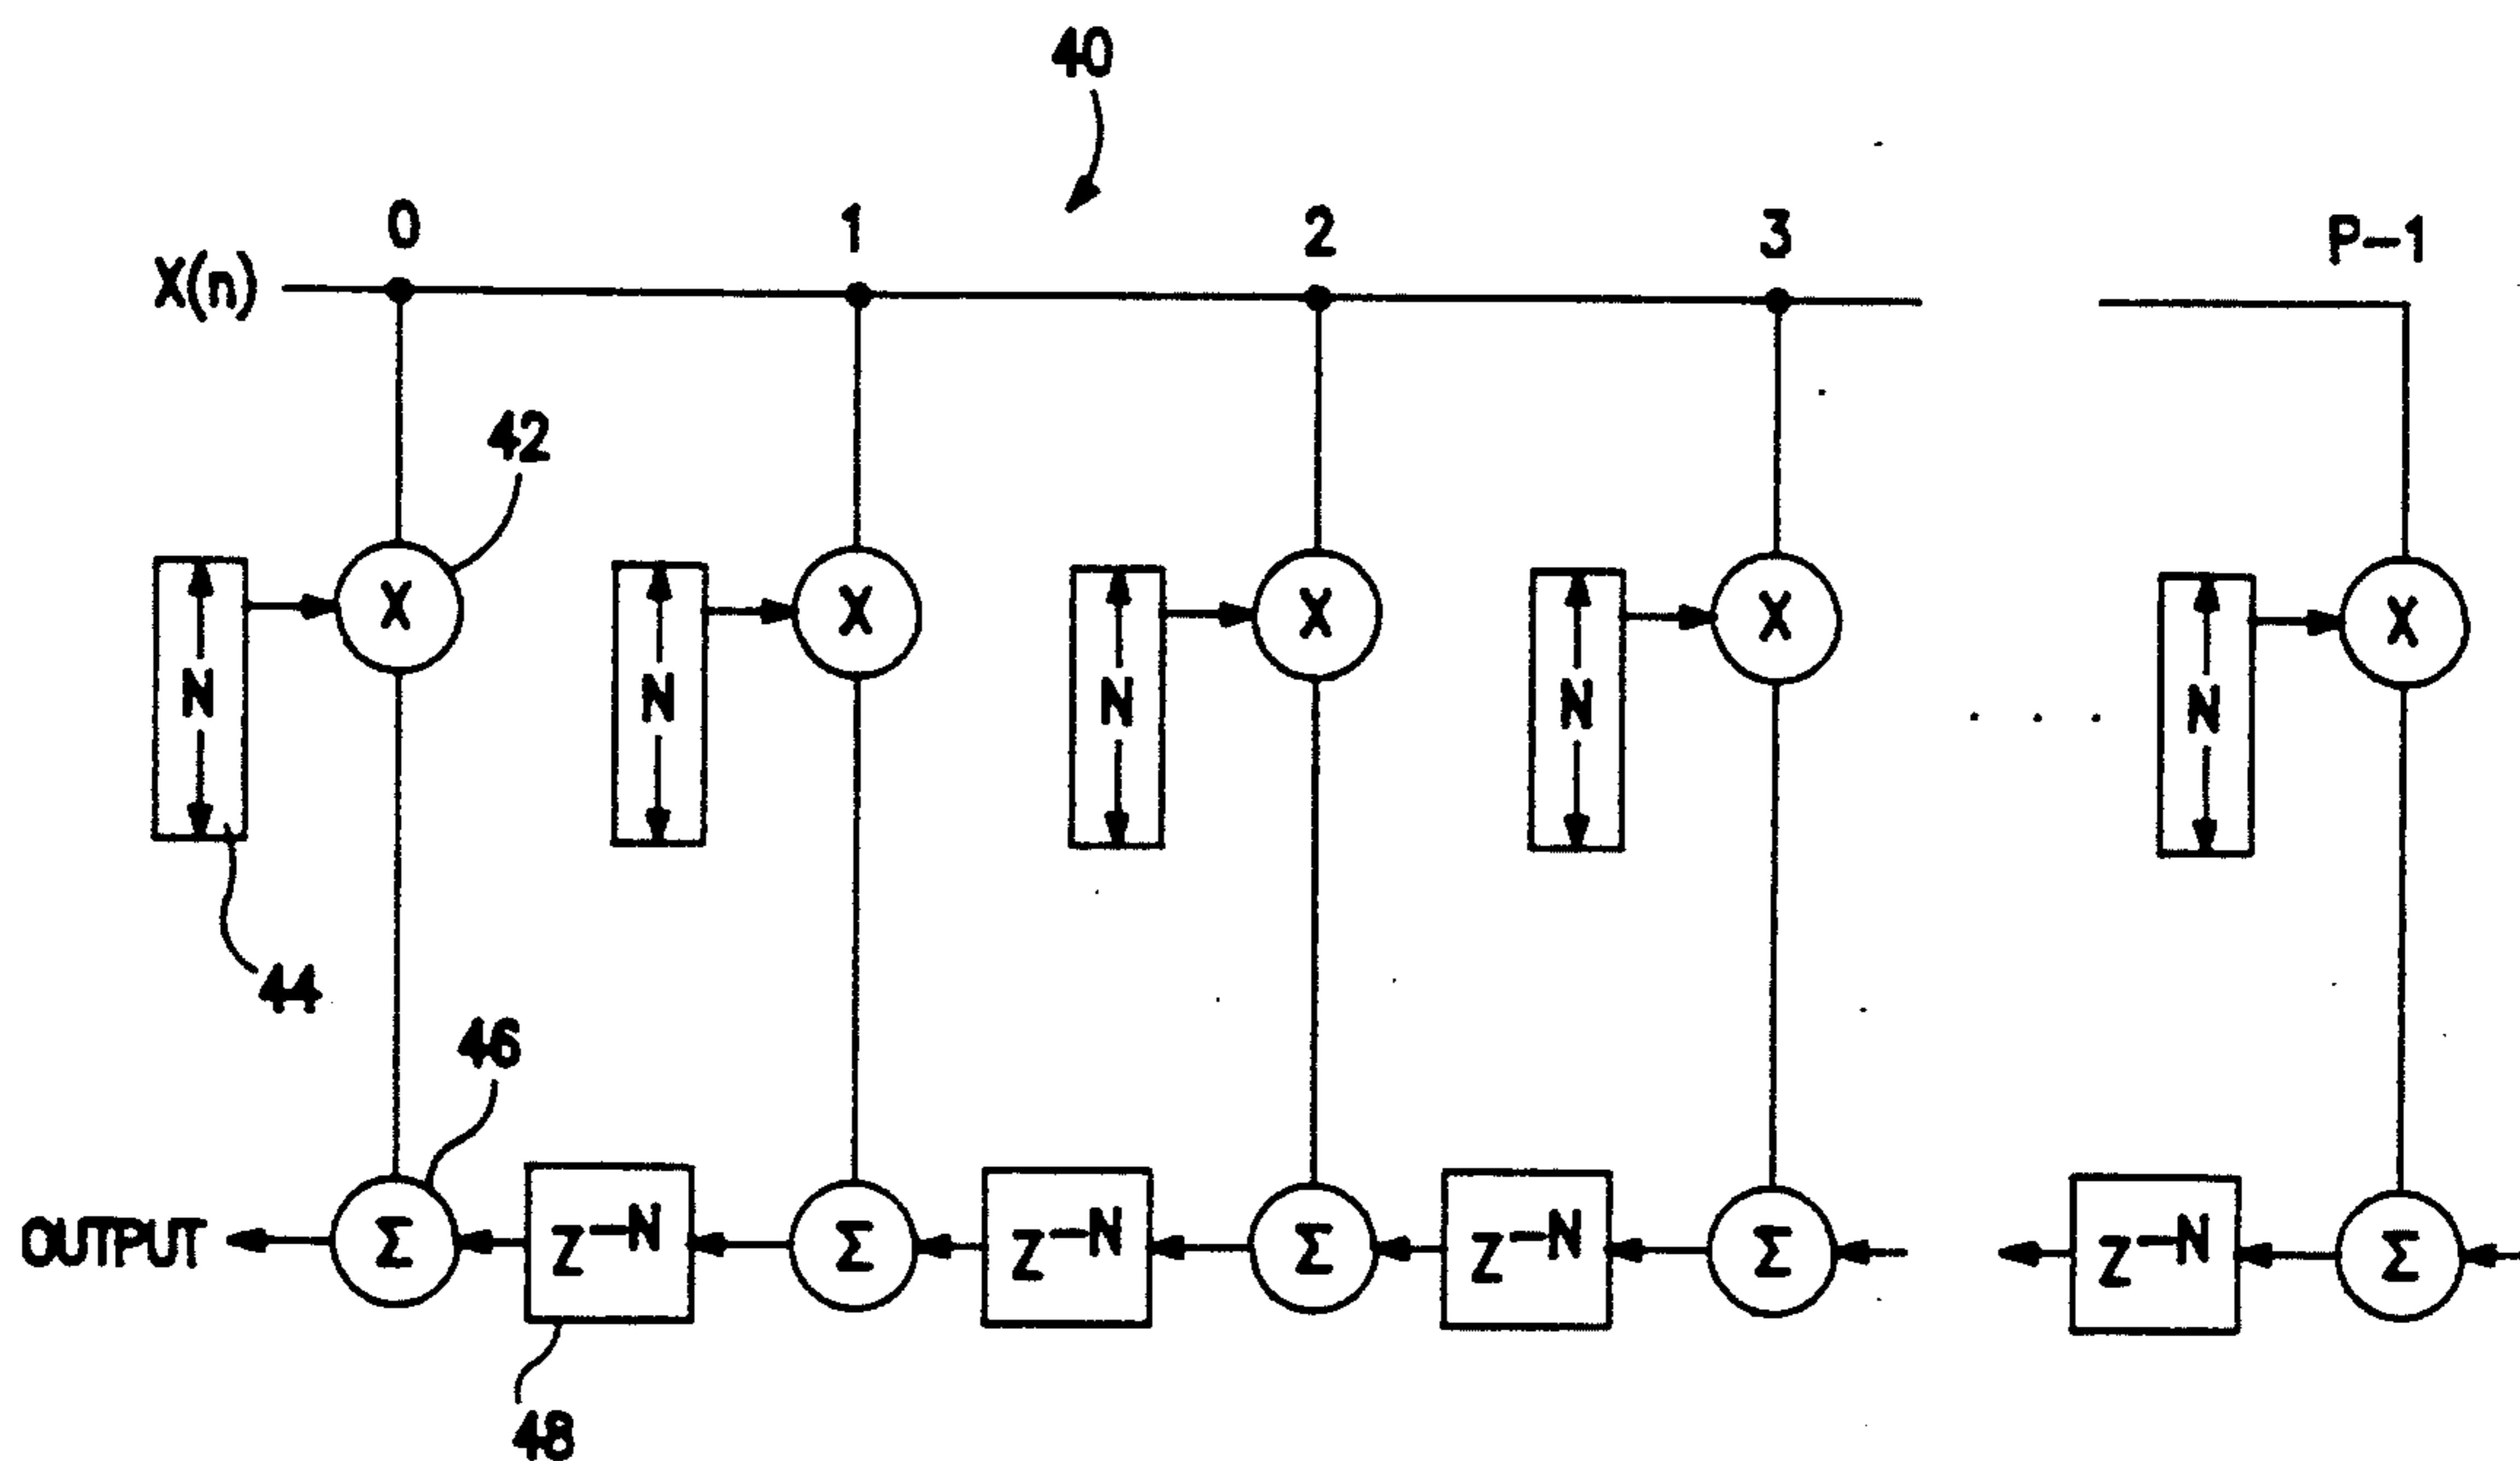 40
0 1 2 3 P-1
X(n)
42
X X X X X
N N N N . . . N
44
46
OUTPUT Σ Z-N Σ Z-N Σ Z-N Σ Z-N Σ
48